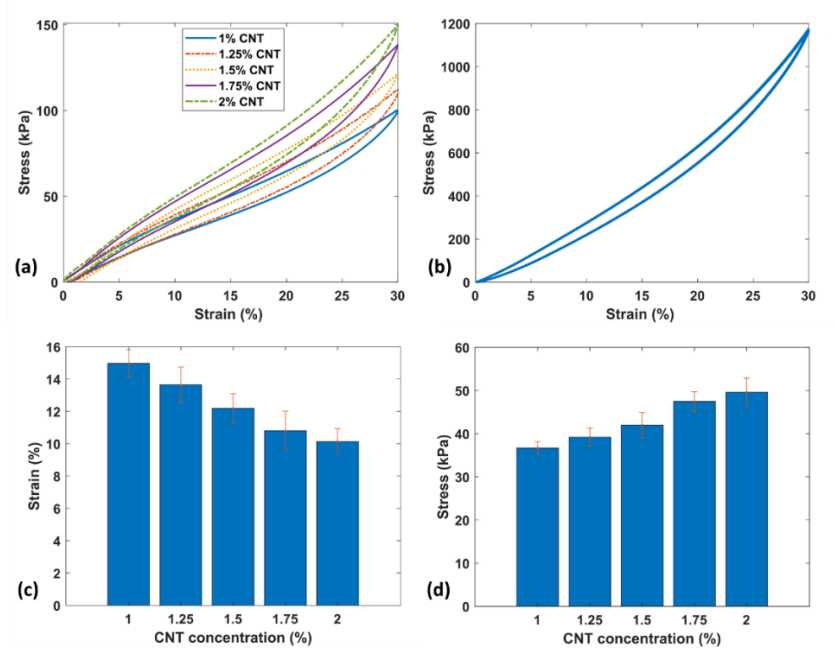 150
100
50
0
Stress (kPa)
1% CNT
1.25% CNT
1.5% CNT
1.75% CNT
2% CNT
(a)
0 5 10 15 20 25 30
Strain (%)
1200
1000
800
600
400
200
0
Stress (kPa)
(b)
0 5 10 15 20 25 30
Strain (%)
16
14
12
10
8
6
4
2
0
Strain (%)
(c)
1 1.25 1.5 1.75 2
CNT concentration (%)
60
50
40
30
20
10
0
Stress (kPa)
(d)
1 1.25 1.5 1.75 2
CNT concentration (%)